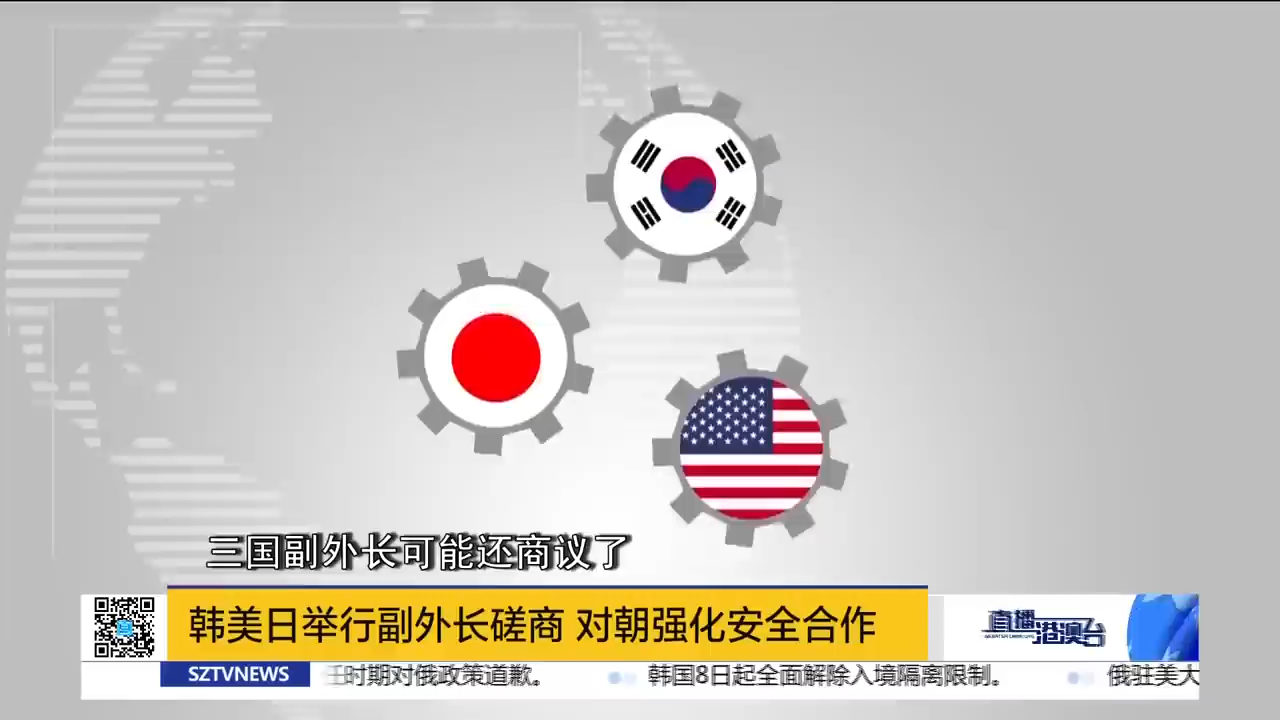 三国副外长可能还商议了
韩美日举行副外长磋商 对朝强化安全合作
直播港澳台
SZTVNEWS
时期对俄政策道歉。 韩国8日起全面解除入境隔离限制。 俄驻美大